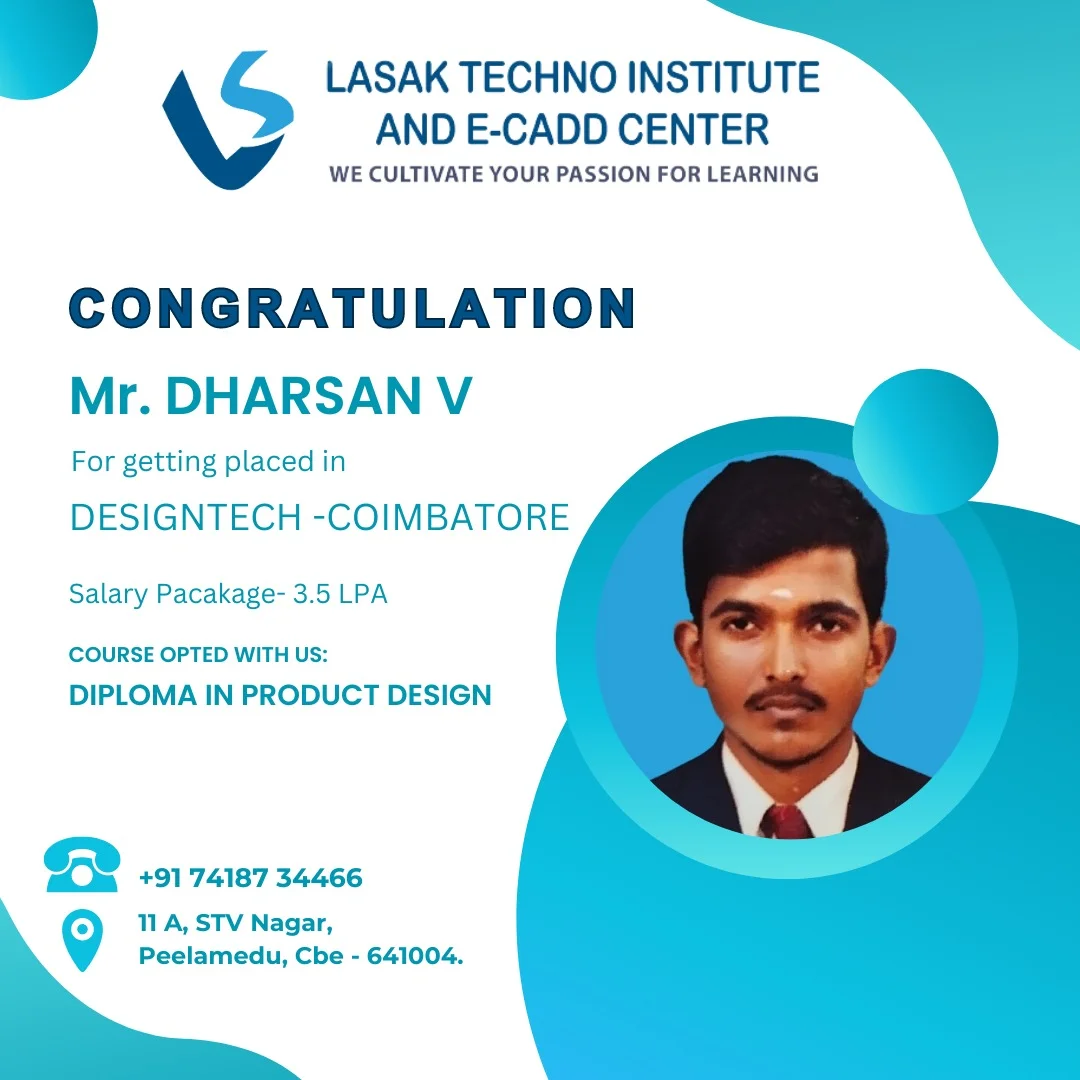 LASAK TECHNO INSTITUTE
AND E-CADD CENTER
WE CULTIVATE YOUR PASSION FOR LEARNING
CONGRATULATION
Mr. DHARSAN V
For getting placed in
DESIGNTECH -COIMBATORE
Salary Pacakage- 3.5 LPA
COURSE OPTED WITH US:
DIPLOMA IN PRODUCT DESIGN
+91 74187 34466
11 A, STV Nagar,
Peelamedu, Cbe - 641004.